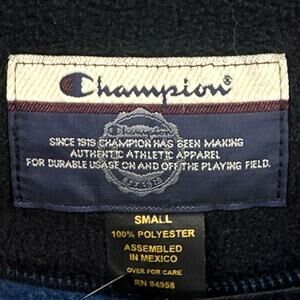 Champion®
SINCE 1919 CHAMPION HAS BEEN MAKING
AUTHENTIC ATHLETIC APPAREL
FOR DURABLE USAGE ON AND OFF THE PLAYING FIELD.
SMALL
100% POLYESTER
ASSEMBLED
IN MEXICO
OVER FOR CARE
RN 94958